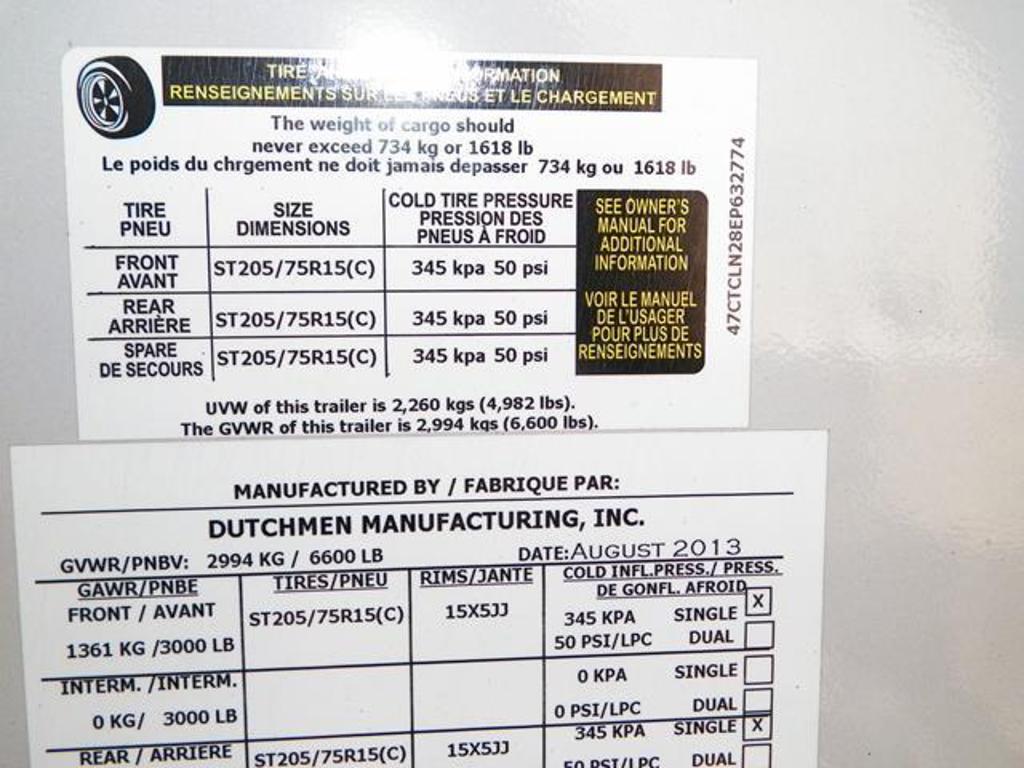 TIRE INFORMATION
RENSEIGNEMENTS SUR LES PNEUS ET LE CHARGEMENT
The weight of cargo should
never exceed 734 kg or 1618 lb
Le poids du chrgement ne doit jamais depasser 734 kg ou 1618 lb
TIRE
PNEU
SIZE
DIMENSIONS
COLD TIRE PRESSURE
PRESSION DES
PNEUS À FROID
FRONT
AVANT
ST205/75R15(C)
345 kpa 50 psi
REAR
ARRIÈRE
ST205/75R15(C)
345 kpa 50 psi
SPARE
DE SECOURS
ST205/75R15(C)
345 kpa 50 psi
SEE OWNER'S
MANUAL FOR
ADDITIONAL
INFORMATION
VOIR LE MANUEL
DE L'USAGER
POUR PLUS DE
RENSEIGNEMENTS
47CTCLN28EP632774
UVW of this trailer is 2,260 kgs (4,982 lbs).
The GVWR of this trailer is 2,994 kgs (6,600 lbs).
MANUFACTURED BY / FABRIQUE PAR:
DUTCHMEN MANUFACTURING, INC.
GVWR/PNBV: 2994 KG / 6600 LB
DATE: AUGUST 2013
GAWR/PNBE
TIRES/PNEU
RIMS/JANTE
COLD INFL.PRESS./ PRESS.
DE GONFL. AFROID
FRONT / AVANT
1361 KG /3000 LB
ST205/75R15(C)
15X5JJ
345 KPA SINGLE X
50 PSI/LPC DUAL
INTERM. /INTERM.
0 KG/ 3000 LB
0 KPA SINGLE
0 PSI/LPC DUAL
REAR / ARRIERE
ST205/75R15(C)
15X5JJ
345 KPA SINGLE X
50 PSI/LPC DUAL